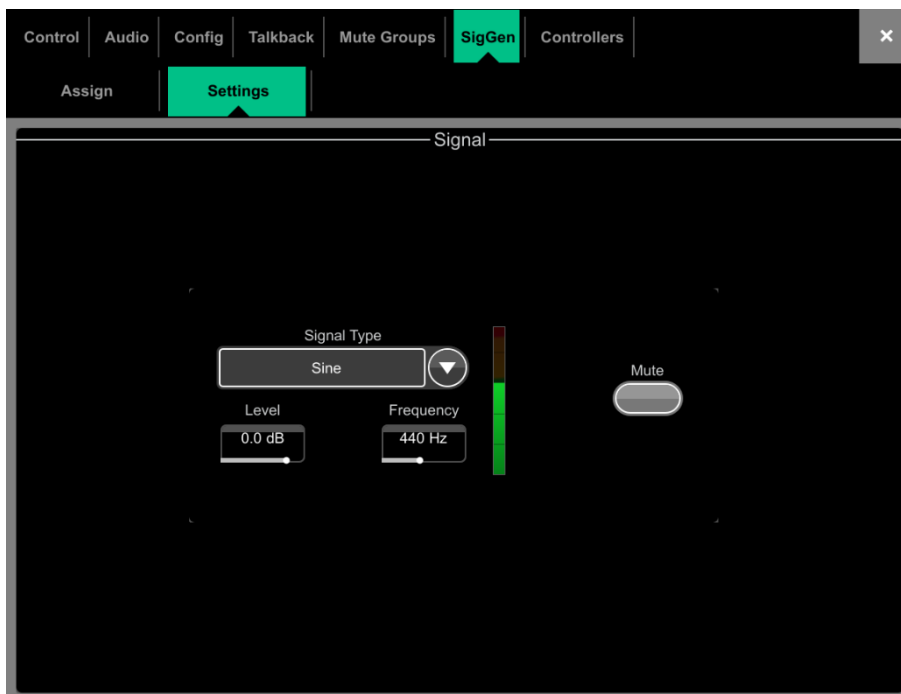 Control Audio Config Talkback Mute Groups SigGen Controllers ×
Assign Settings
Signal
Signal Type
Sine
Mute
Level Frequency
0.0 dB 440 Hz